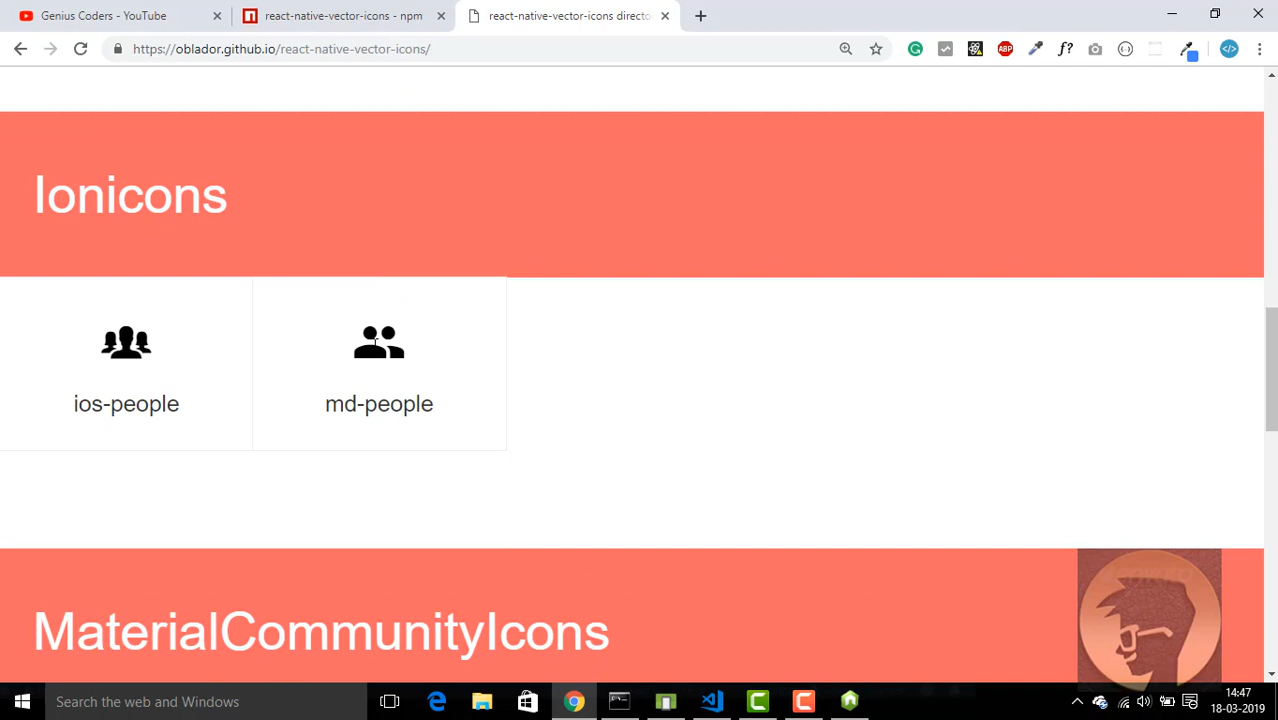 Genius Coders - YouTube
react-native-vector-icons - npm
react-native-vector-icons directo
https://oblador.github.io/react-native-vector-icons/
ABP
f?
Ionicons
ios-people
md-people
MaterialCommunityIcons
Search the web and Windows
14:47
18-03-2019